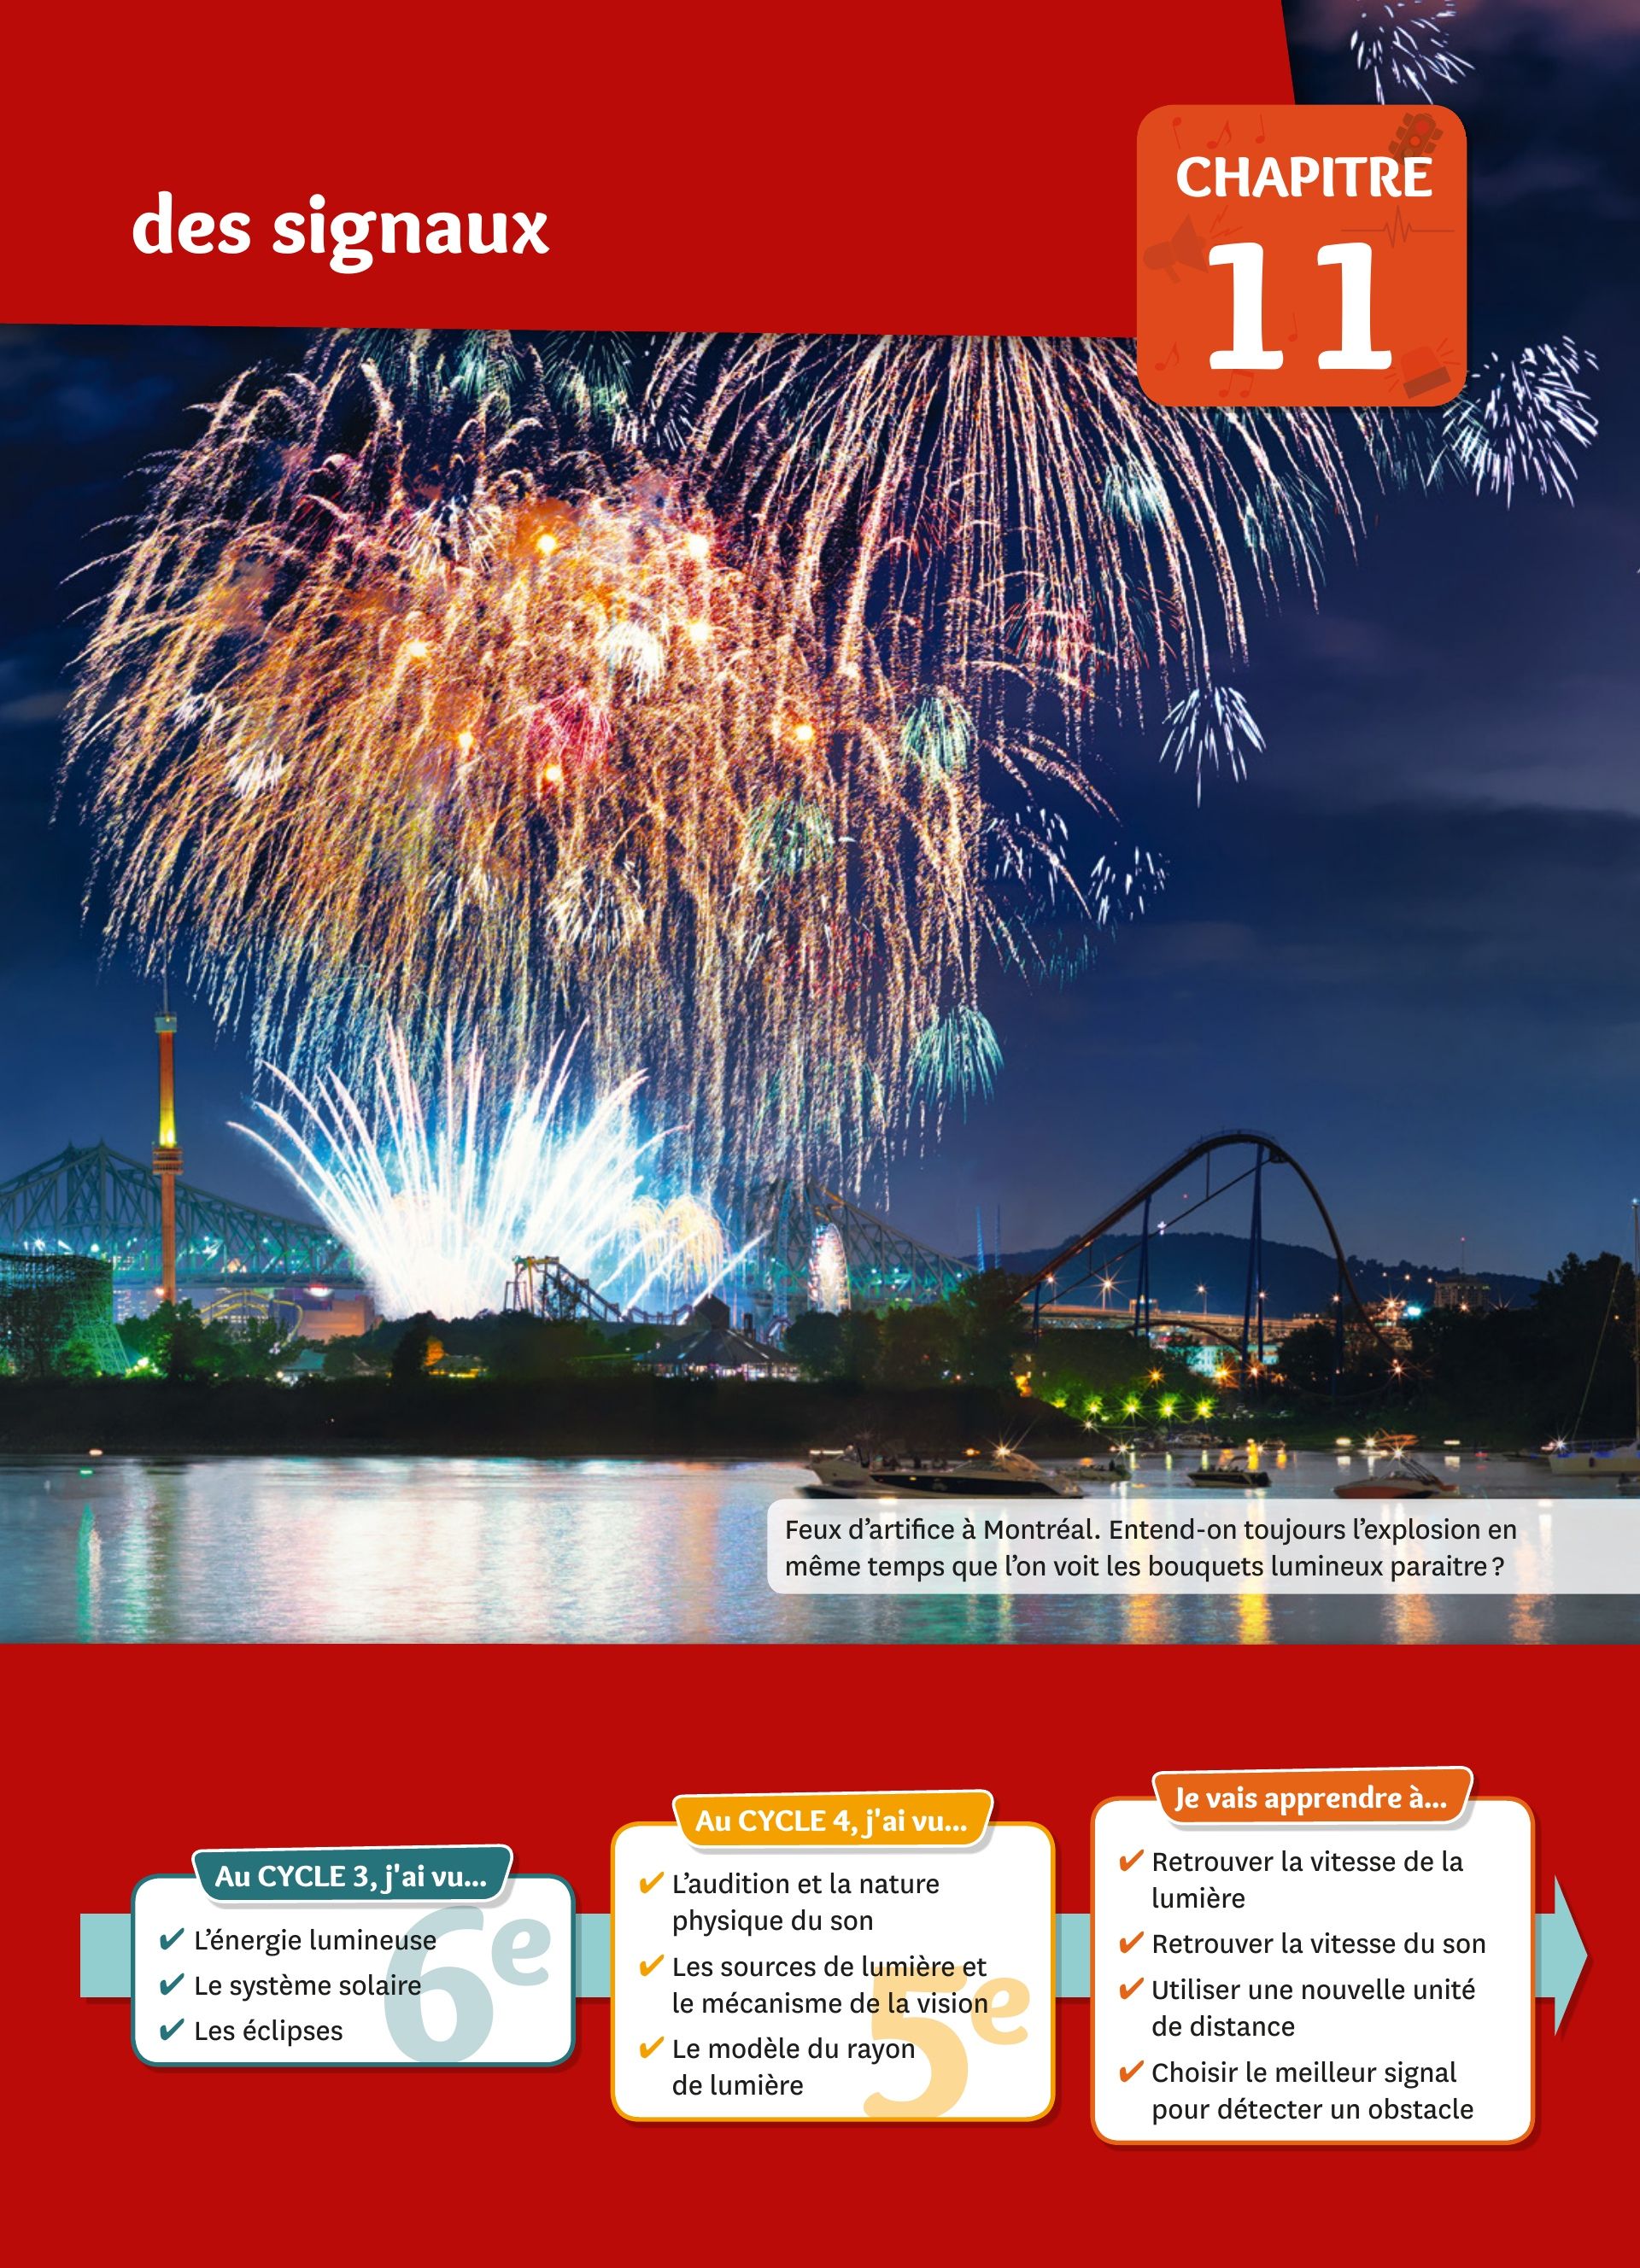 des signaux
CHAPITRE
11
Feux d’artifice à Montréal. Entend-on toujours l’explosion en
même temps que l’on voit les bouquets lumineux paraitre ?
Au CYCLE 3, j'ai vu...
✔ L’énergie lumineuse
✔ Le système solaire
✔ Les éclipses
6e
Au CYCLE 4, j'ai vu...
✔ L’audition et la nature
physique du son
✔ Les sources de lumière et
le mécanisme de la vision
✔ Le modèle du rayon
de lumière
5e
Je vais apprendre à...
✔ Retrouver la vitesse de la
lumière
✔ Retrouver la vitesse du son
✔ Utiliser une nouvelle unité
de distance
✔ Choisir le meilleur signal
pour détecter un obstacle